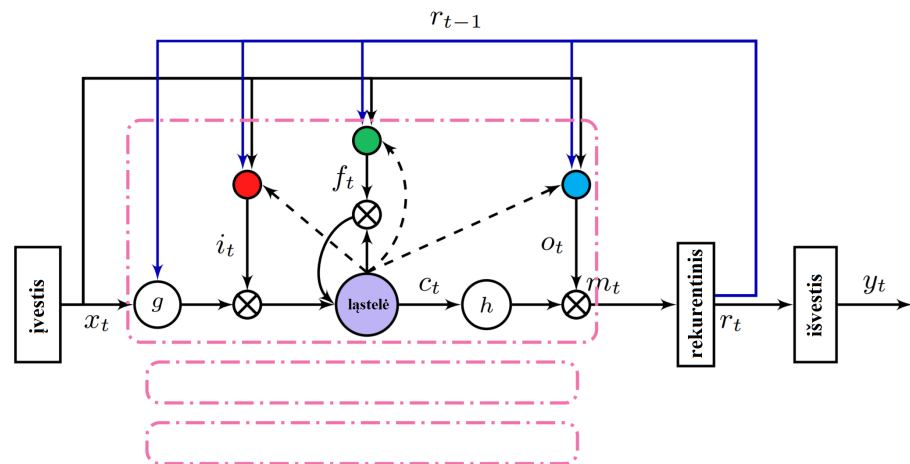 r_{t-1}
f_t
i_t
o_t
įvestis
x_t
g
ląstelė
c_t
h
m_t
rekurentinis
r_t
išvestis
y_t